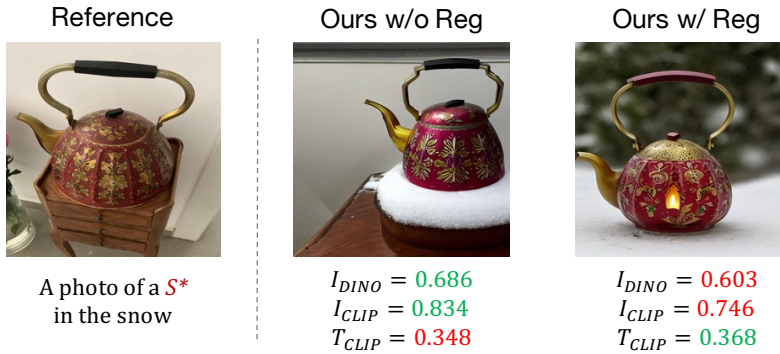 Reference
Ours w/o Reg
Ours w/ Reg
A photo of a S*
in the snow
I_DINO = 0.686
I_CLIP = 0.834
T_CLIP = 0.348
I_DINO = 0.603
I_CLIP = 0.746
T_CLIP = 0.368